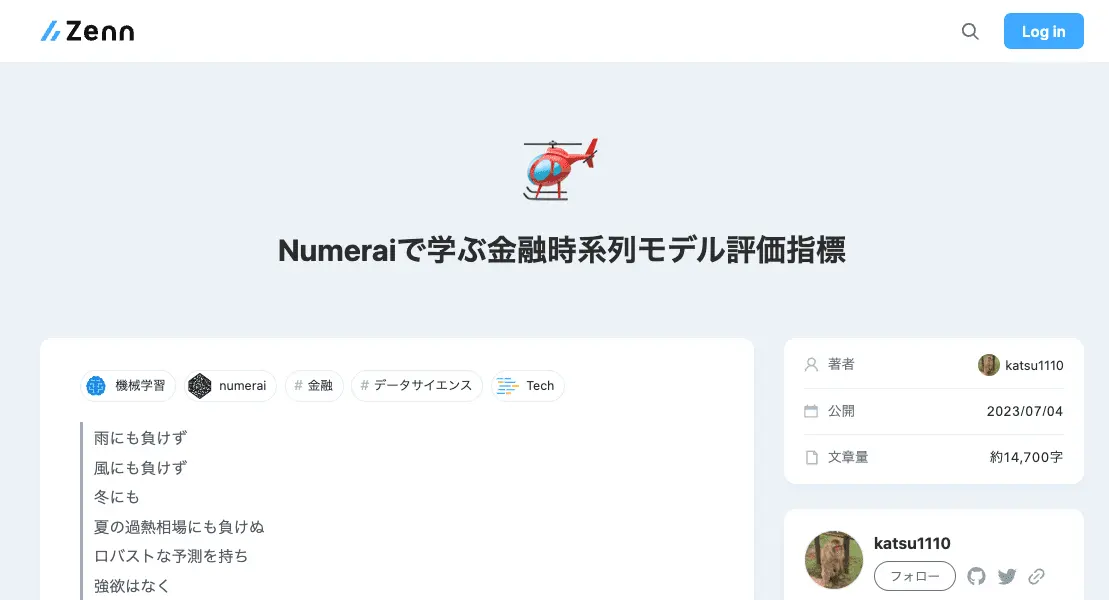 Zenn
Log in
Numeraiで学ぶ金融時系列モデル評価指標
機械学習
numerai
# 金融
# データサイエンス
Tech
雨にも負けず
風にも負けず
冬にも
夏の過熱相場にも負けぬ
ロバストな予測を持ち
強欲はなく
著者
katsu1110
公開
2023/07/04
文章量
約14,700字
katsu1110
フォロー